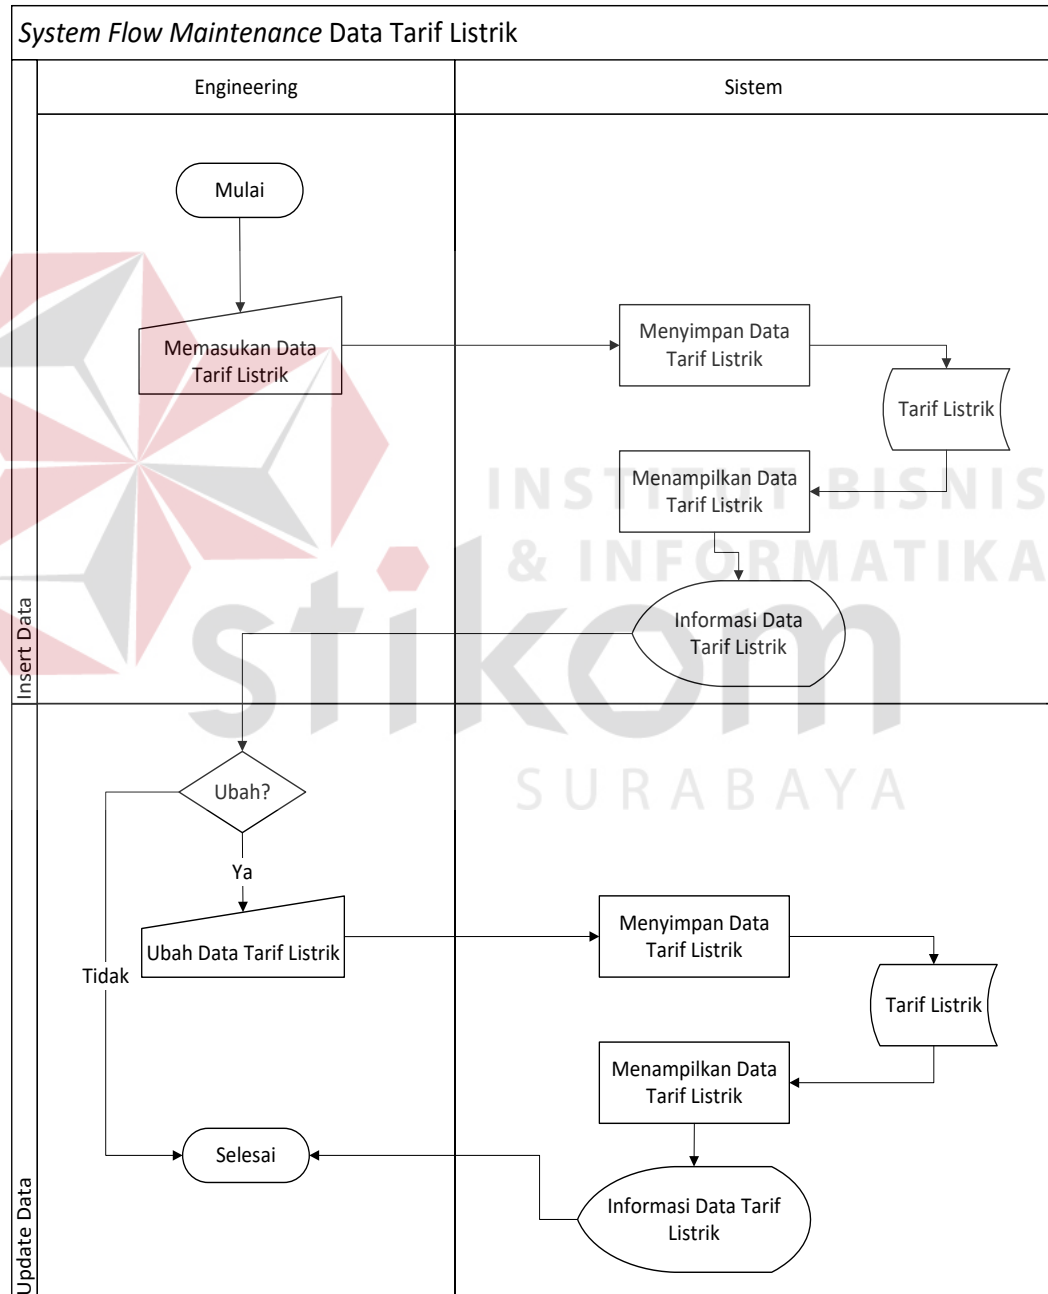 System Flow Maintenance Data Tarif Listrik
Engineering
Sistem
Insert Data
Mulai
Memasukan Data
Tarif Listrik
Menyimpan Data
Tarif Listrik
Tarif Listrik
Menampilkan Data
Tarif Listrik
Informasi Data
Tarif Listrik
INSTITUT BISNIS
& INFORMATIKA
stikom
SURABAYA
Update Data
Ubah?
Ya
Tidak
Ubah Data Tarif Listrik
Menyimpan Data
Tarif Listrik
Tarif Listrik
Menampilkan Data
Tarif Listrik
Informasi Data Tarif
Listrik
Selesai